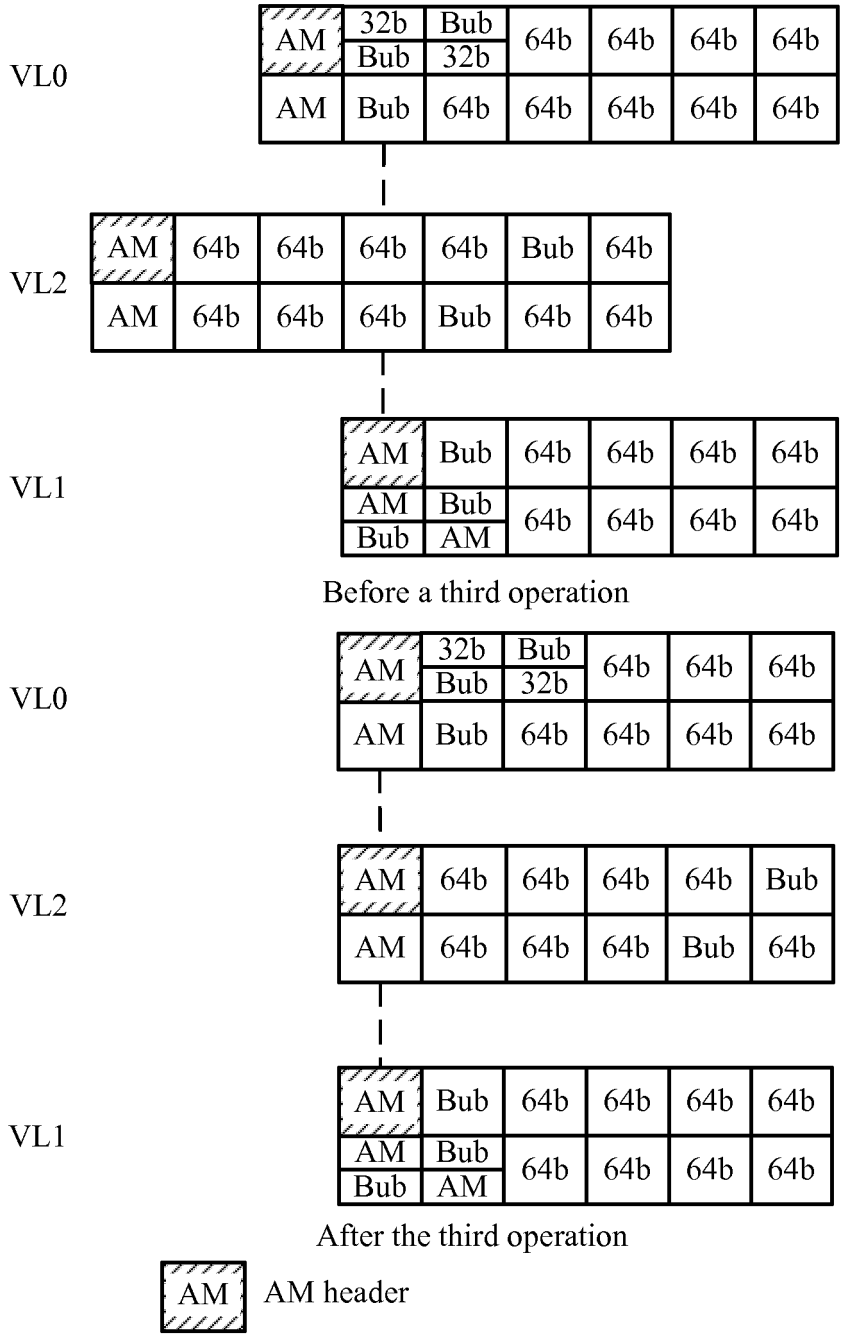 AM 32b Bub 64b 64b 64b 64b
Bub 32b
VL0
AM Bub 64b 64b 64b 64b 64b
AM 64b 64b 64b 64b Bub 64b
VL2
AM 64b 64b 64b Bub 64b 64b
AM Bub 64b 64b 64b 64b
VL1
AM Bub 64b 64b 64b 64b
Bub AM
Before a third operation
AM 32b Bub 64b 64b 64b
Bub 32b
VL0
AM Bub 64b 64b 64b 64b
AM 64b 64b 64b 64b Bub
VL2
AM 64b 64b 64b Bub 64b
AM Bub 64b 64b 64b 64b
VL1
AM Bub 64b 64b 64b 64b
Bub AM
After the third operation
AM AM header